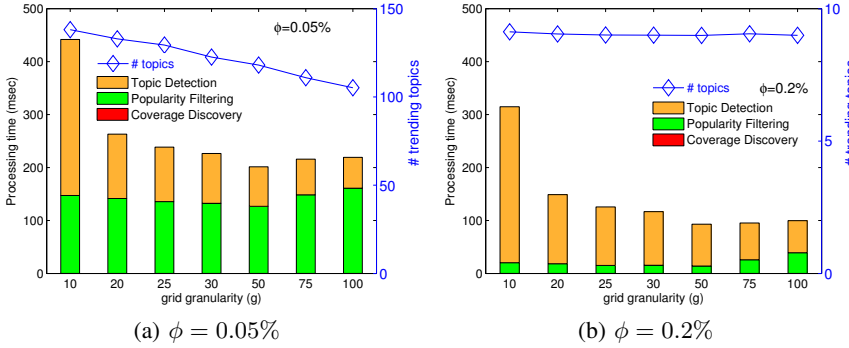 500
400
300
200
100
0
Processing time (msec)
150
100
50
0
# trending topics
ϕ=0.05%
# topics
Topic Detection
Popularity Filtering
Coverage Discovery
10 20 25 30 50 75 100
grid granularity (g)
(a) ϕ = 0.05%
500
400
300
200
100
0
Processing time (msec)
10
5
0
# trending topics
# topics
ϕ=0.2%
Topic Detection
Popularity Filtering
Coverage Discovery
10 20 25 30 50 75 100
grid granularity (g)
(b) ϕ = 0.2%